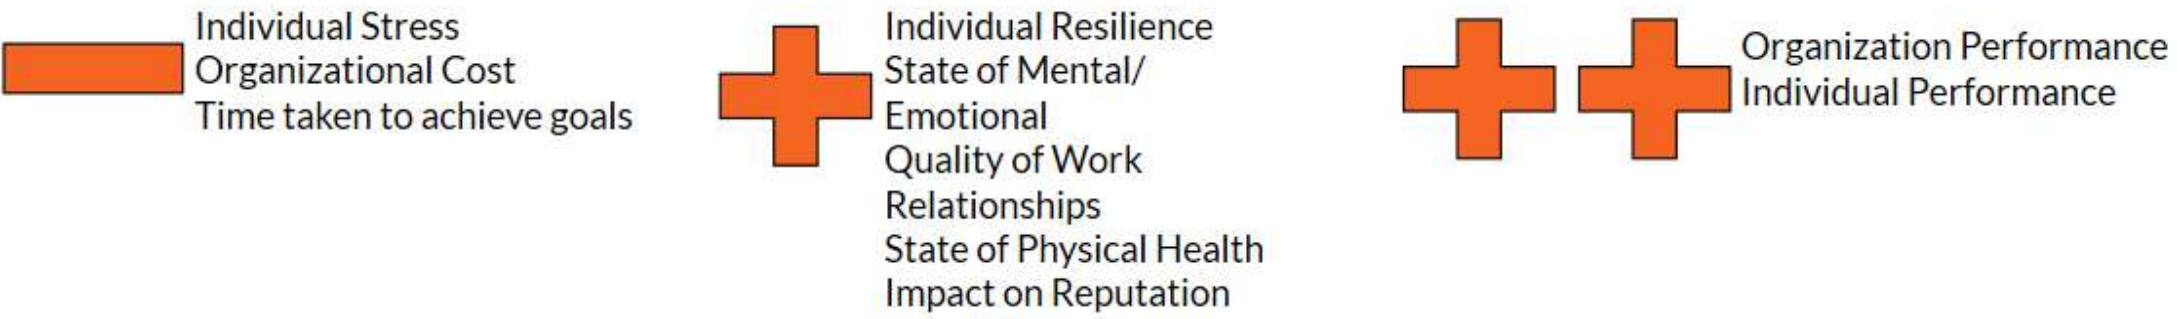 Individual Stress
Organizational Cost
Time taken to achieve goals
Individual Resilience
State of Mental/
Emotional
Quality of Work
Relationships
State of Physical Health
Impact on Reputation
Organization Performance
Individual Performance